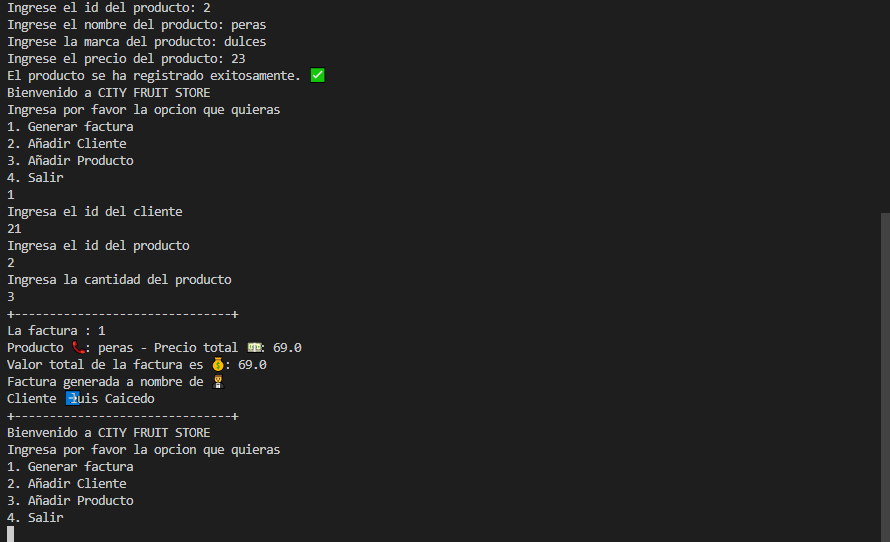 Ingrese el id del producto: 2
Ingrese el nombre del producto: peras
Ingrese la marca del producto: dulces
Ingrese el precio del producto: 23
El producto se ha registrado exitosamente. ✅
Bienvenido a CITY FRUIT STORE
Ingresa por favor la opcion que quieras
1. Generar factura
2. Añadir Cliente
3. Añadir Producto
4. Salir
1
Ingresa el id del cliente
21
Ingresa el id del producto
2
Ingresa la cantidad del producto
3
+-------------------------------+
La factura : 1
Producto 📞: peras - Precio total 💵: 69.0
Valor total de la factura es 💰: 69.0
Factura generada a nombre de 🤵
Cliente ➡uis Caicedo
+-------------------------------+
Bienvenido a CITY FRUIT STORE
Ingresa por favor la opcion que quieras
1. Generar factura
2. Añadir Cliente
3. Añadir Producto
4. Salir